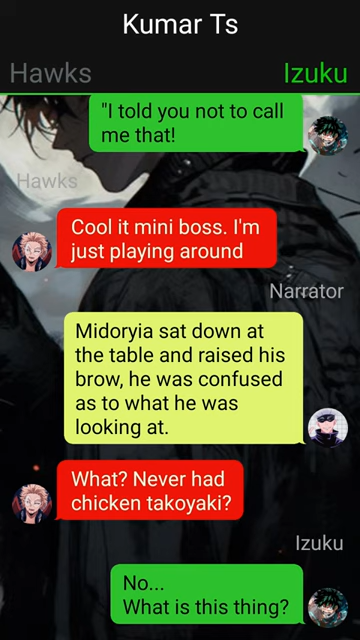 Kumar Ts
Hawks
Izuku
"I told you not to call
me that!
Hawks
Cool it mini boss. I'm
just playing around
Narrator
Midoryia sat down at
the table and raised his
brow, he was confused
as to what he was
looking at.
What? Never had
chicken takoyaki?
Izuku
No...
What is this thing?